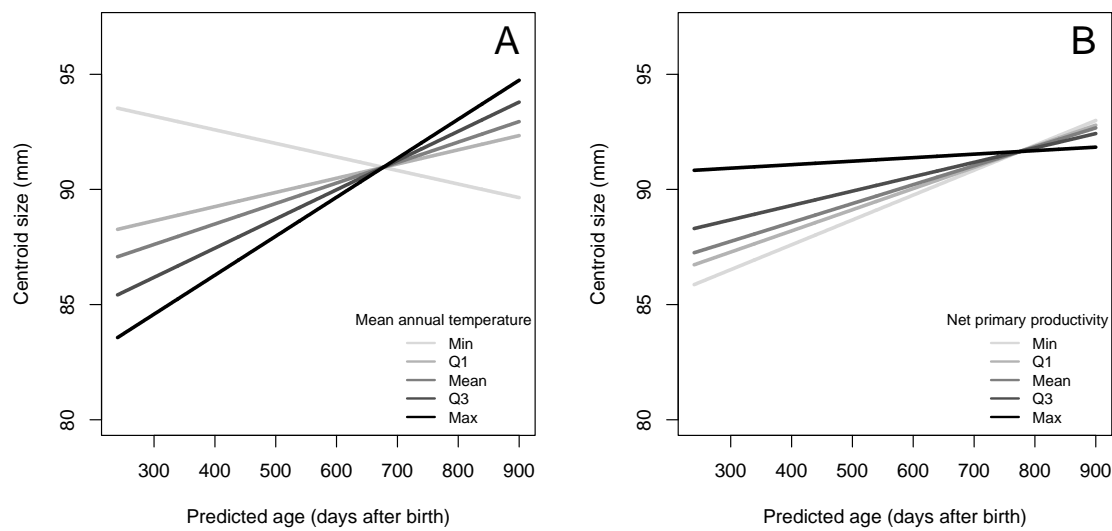 A
Centroid size (mm)
95
90
85
80
Mean annual temperature
Min
Q1
Mean
Q3
Max
300 400 500 600 700 800 900
Predicted age (days after birth)
B
Centroid size (mm)
95
90
85
80
Net primary productivity
Min
Q1
Mean
Q3
Max
300 400 500 600 700 800 900
Predicted age (days after birth)